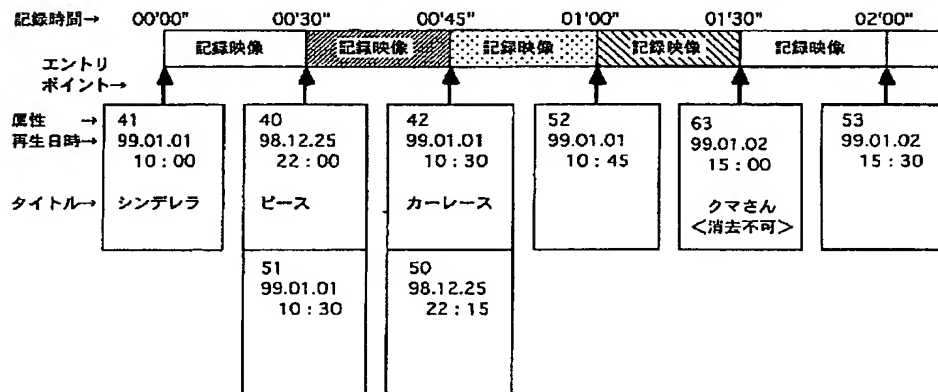 記録時間→ 00'00" 00'30" 00'45" 01'00" 01'30" 02'00"
記録映像 記録映像 記録映像 記録映像 記録映像
エントリ
ポイント→
属性 → 41 40 42 52 63 53
再生日時→ 99.01.01 98.12.25 99.01.01 99.01.01 99.01.02 99.01.02
10:00 22:00 10:30 10:45 15:00 15:30
タイトル→ シンデレラ ピース カーレース クマさん
<消去不可>
51 50
99.01.01 98.12.25
10:30 22:15